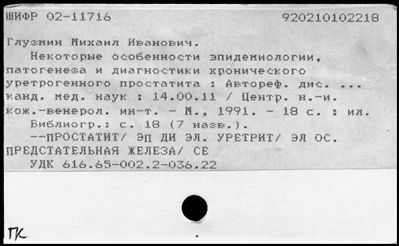 ШИФР 02-11716 920210102218
Глузмин Михаил Иванович.
Некоторые особенности эпидемиологии,
патогенеза и диагностики хронического
уретрогенного простатита : Автореф. дис. ...
канд. мед. наук : 14.00.11 / Центр. н.-и.
кож.-венерол. ин-т. - М., 1991. - 18 с. : ил.
Библиогр.: с. 18 (7 назв.).
--ПРОСТАТИТ/ ЭП ДИ ЭЛ. УРЕТРИТ/ ЭЛ ОС.
ПРЕДСТАТЕЛЬНАЯ ЖЕЛЕЗА/ СЕ
УДК 616.65-002.2-036.22
ГК